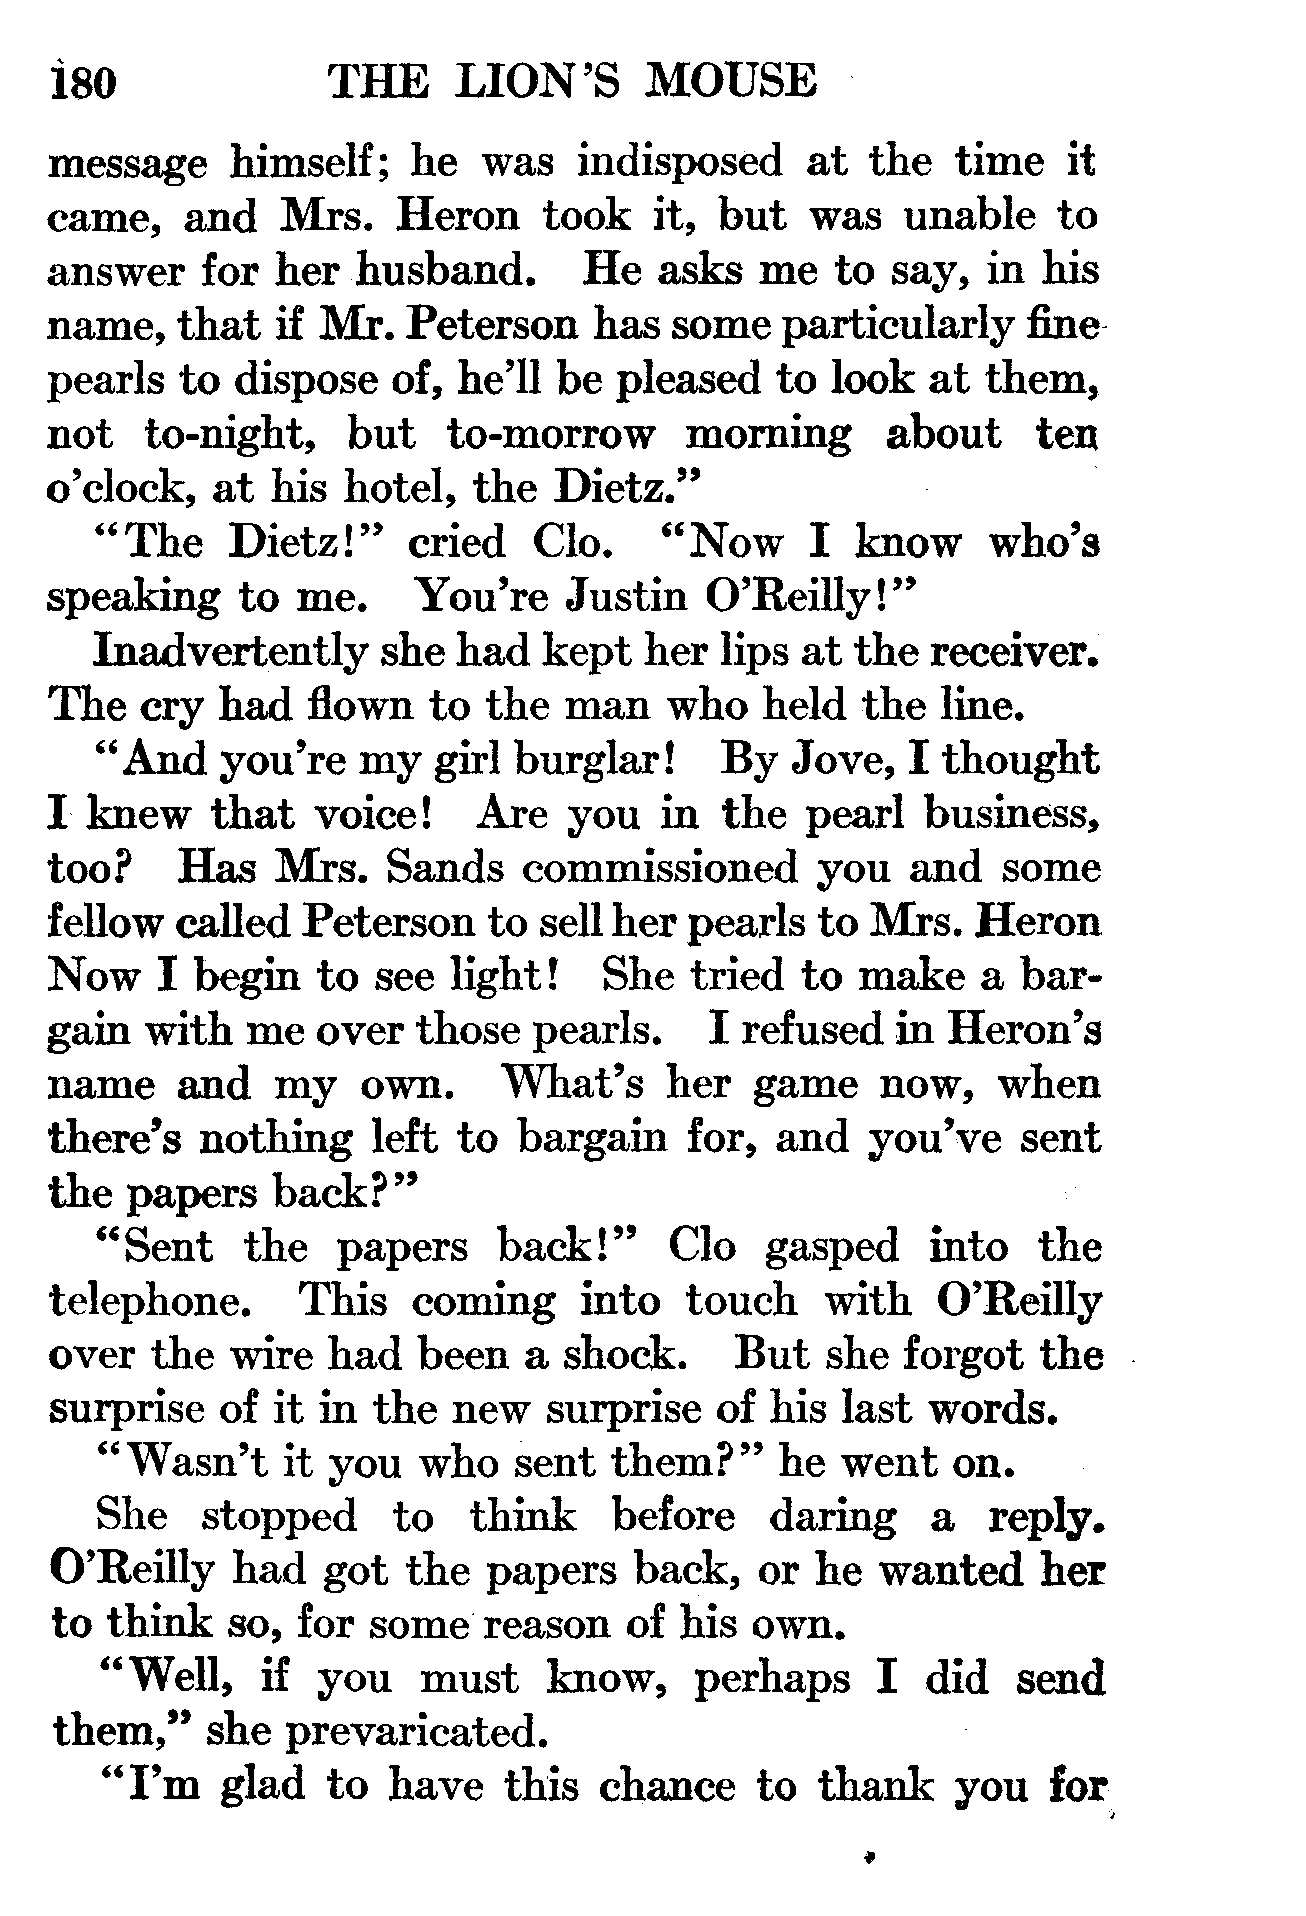 180 THE LION'S MOUSE
message himself; he was indisposed at the time it
came, and Mrs. Heron took it, but was unable to
answer for her husband. He asks me to say, in his
name, that if Mr. Peterson has some particularly fine
pearls to dispose of, he'll be pleased to look at them,
not to-night, but to-morrow morning about ten
o'clock, at his hotel, the Dietz."
"The Dietz!" cried Clo. "Now I know who's
speaking to me. You're Justin O'Reilly!"
Inadvertently she had kept her lips at the receiver.
The cry had flown to the man who held the line.
"And you're my girl burglar! By Jove, I thought
I knew that voice! Are you in the pearl business,
too? Has Mrs. Sands commissioned you and some
fellow called Peterson to sell her pearls to Mrs. Heron
Now I begin to see light! She tried to make a bar-
gain with me over those pearls. I refused in Heron's
name and my own. What's her game now, when
there's nothing left to bargain for, and you've sent
the papers back?"
"Sent the papers back!" Clo gasped into the
telephone. This coming into touch with O'Reilly
over the wire had been a shock. But she forgot the
surprise of it in the new surprise of his last words.
"Wasn't it you who sent them?" he went on.
She stopped to think before daring a reply.
O'Reilly had got the papers back, or he wanted her
to think so, for some reason of his own.
"Well, if you must know, perhaps I did send
them," she prevaricated.
"I'm glad to have this chance to thank you for